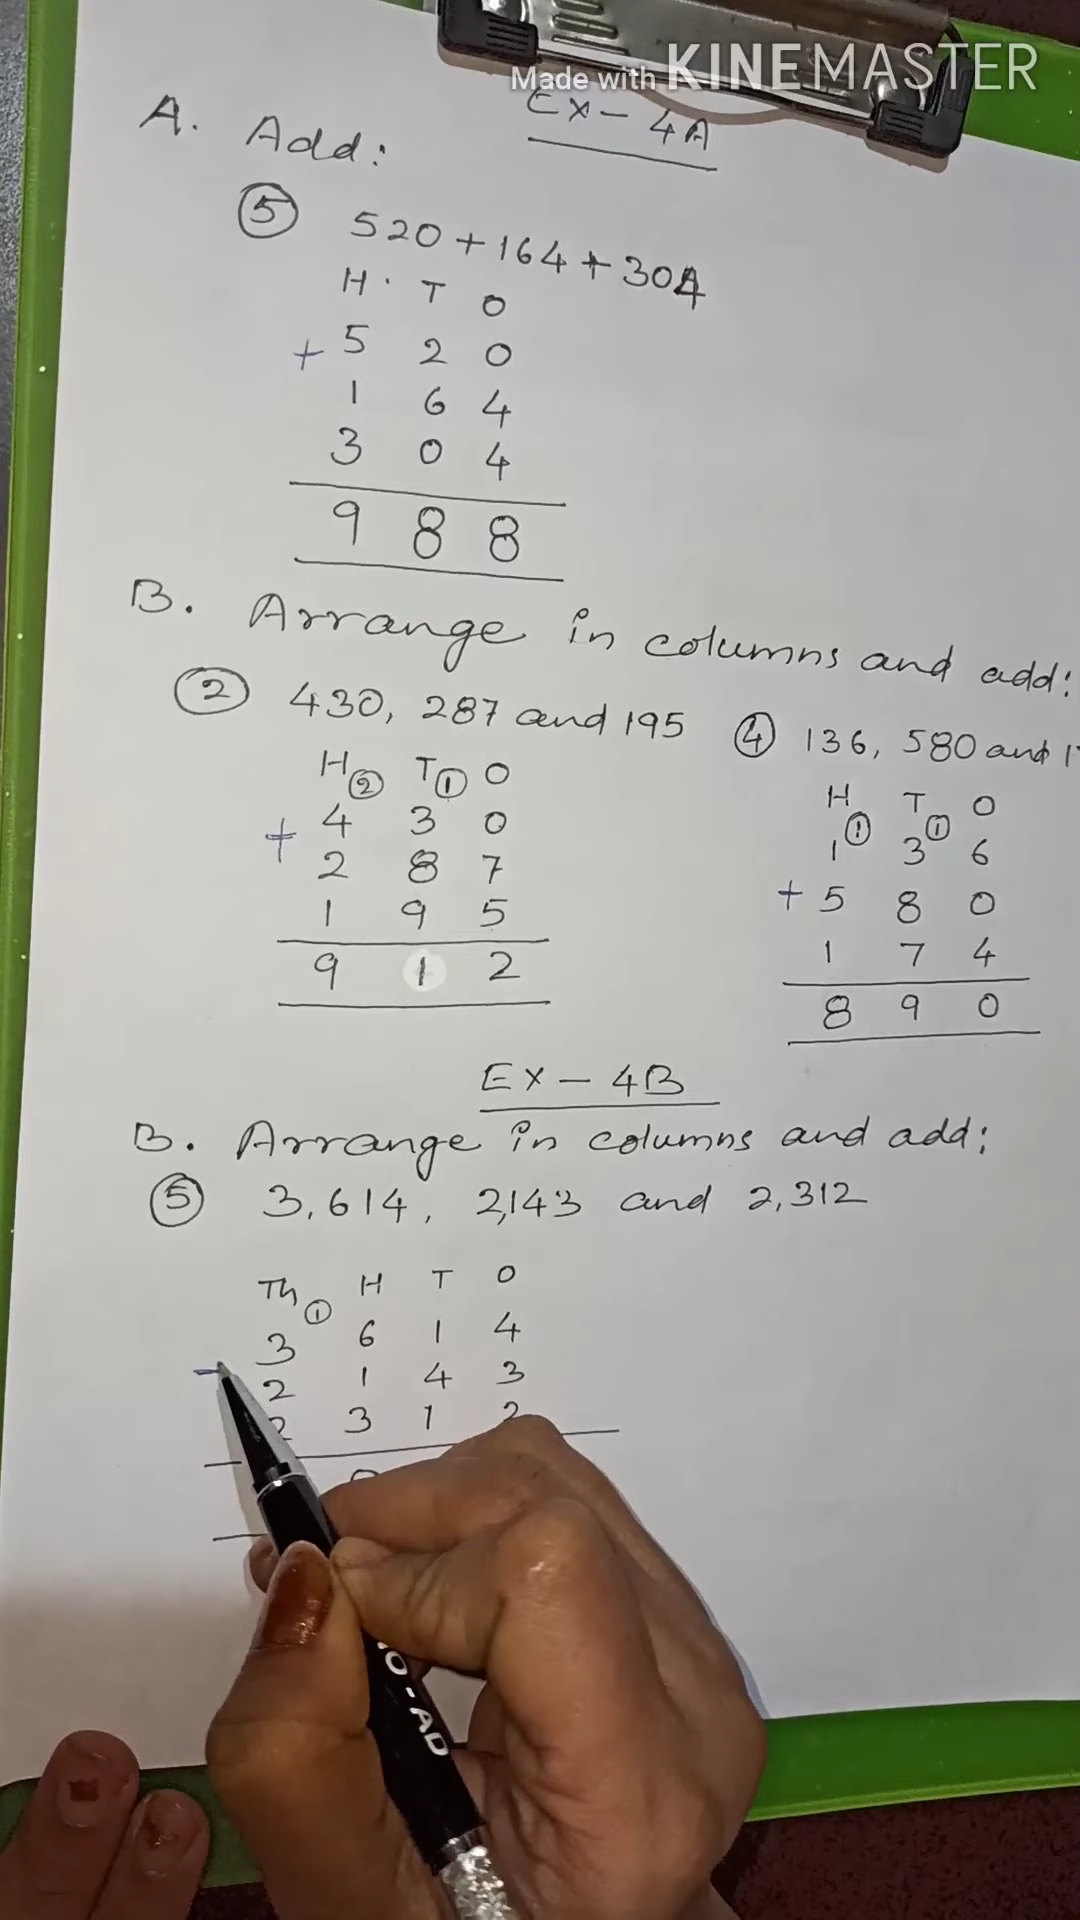 Made with KINEMASTER
Ex - 4A
A. Add:
⑤ 520 + 164 + 304
H. T O
+ 5 2 0
1 6 4
3 0 4
9 8 8
B. Arrange in columns and add:
② 430, 287 and 195
H ② T ① O
+ 4 3 0
2 8 7
1 9 5
9 1 2
④ 136, 580 and
H T O
① ①
1 3 6
+ 5 8 0
1 7 4
8 9 0
EX - 4B
B. Arrange in columns and add:
⑤ 3,614, 2,143 and 2,312
Th ① H T O
3 6 1 4
2 1 4 3
2 3 1 2